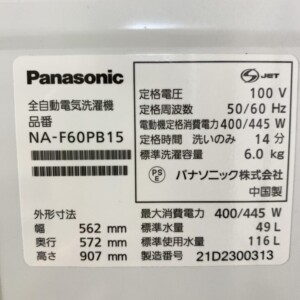 Panasonic
全自動電気洗濯機
品番
NA-F60PB15
外形寸法
幅 562 mm
奥行 572 mm
高さ 907 mm
S-JET
定格電圧 100 V
定格周波数 50/60 Hz
電動機定格消費電力 400/445 W
定格時間 洗いのみ 14 分
標準洗濯容量 6.0 kg
PSE パナソニック株式会社
中国製
最大消費電力 400/445 W
標準水量 49 L
標準使用水量 116 L
製造番号 21D2300313